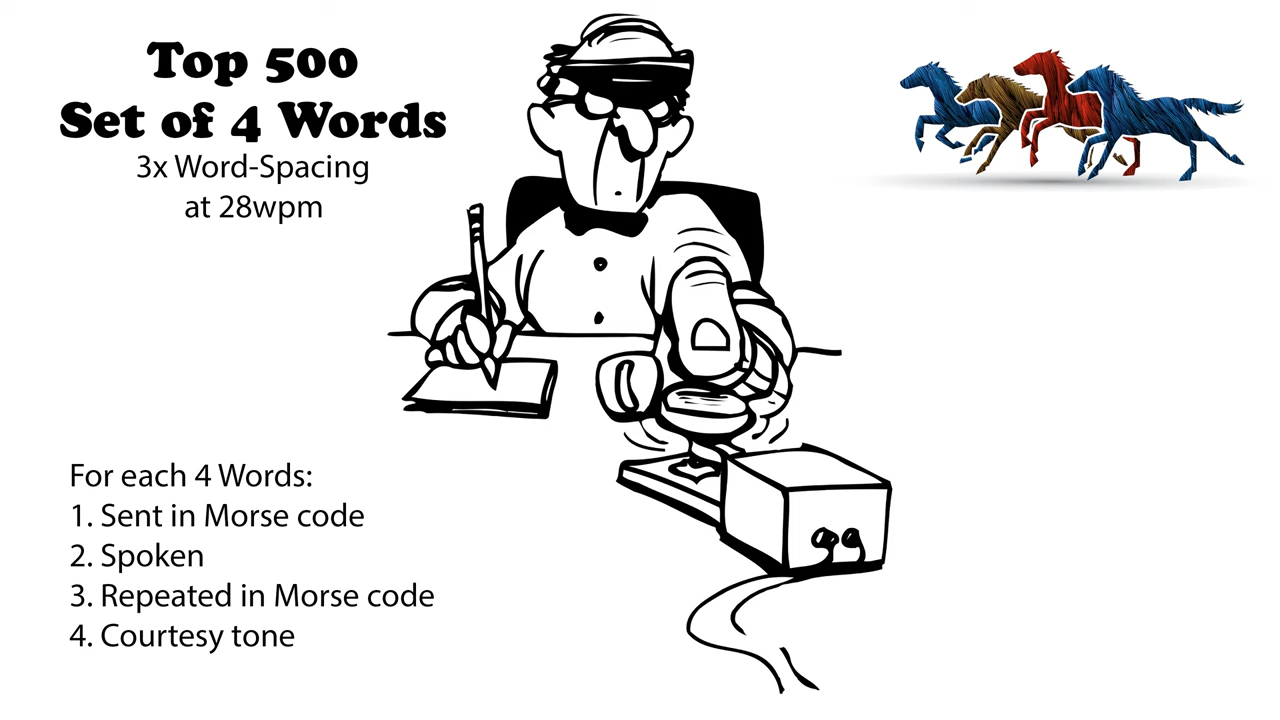 Top 500
Set of 4 Words
3x Word-Spacing
at 28wpm
For each 4 Words:
1. Sent in Morse code
2. Spoken
3. Repeated in Morse code
4. Courtesy tone